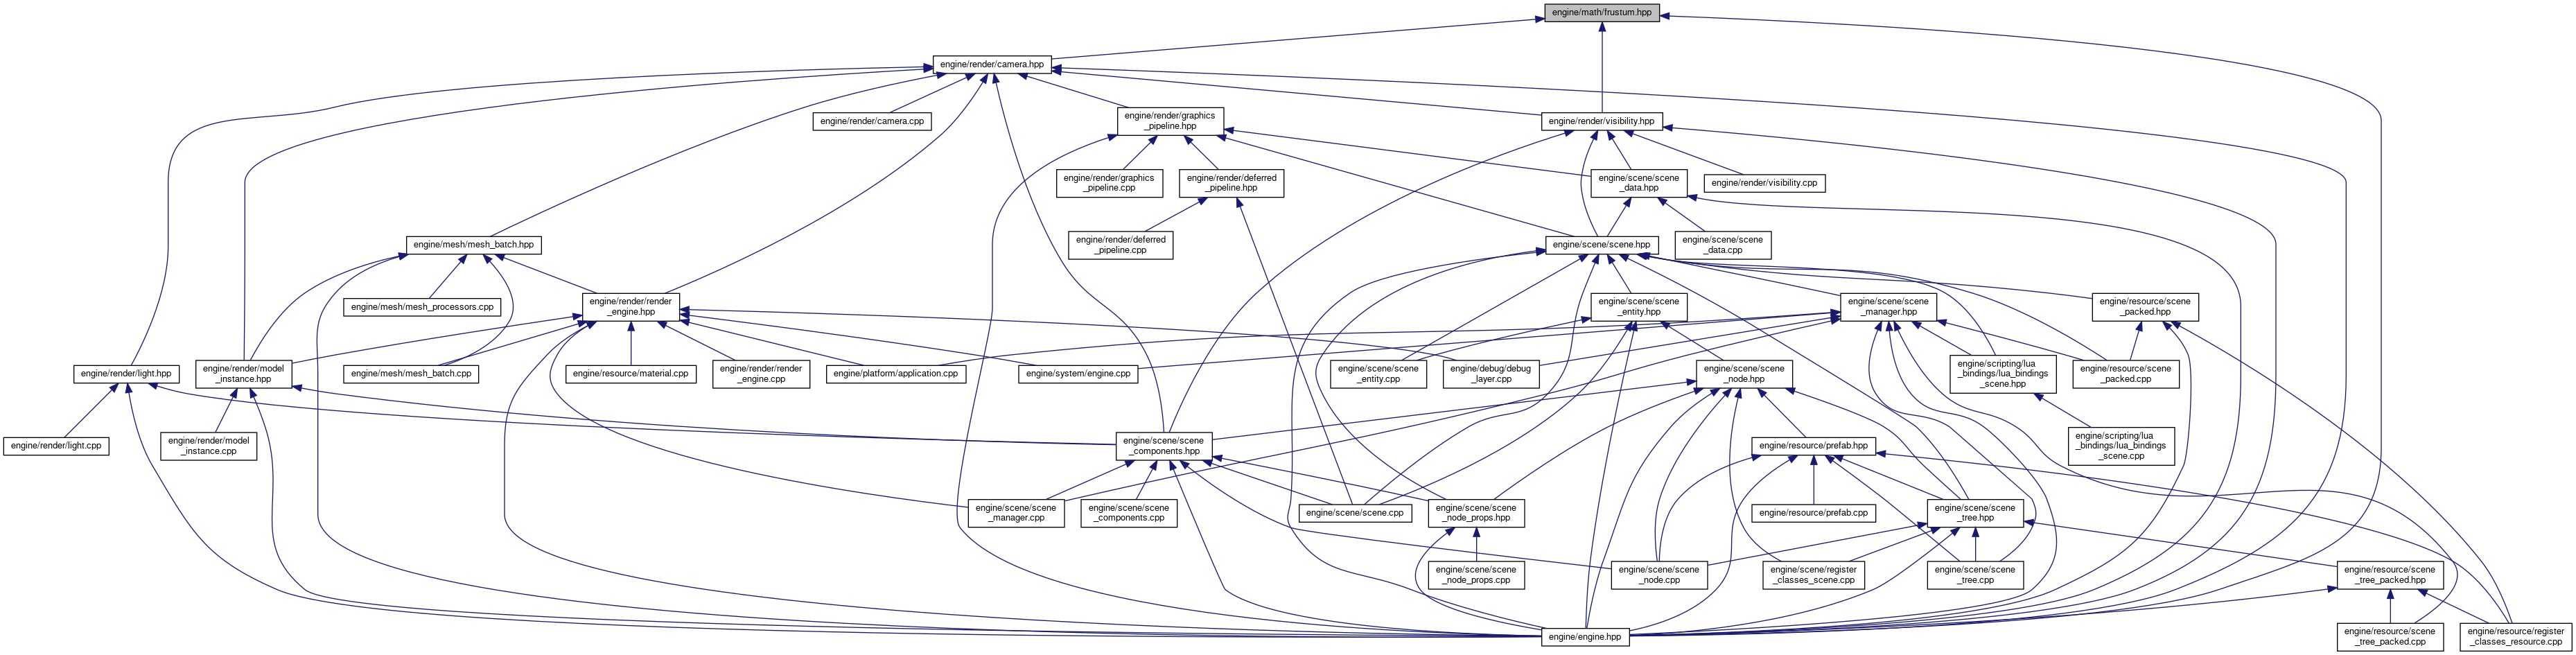 engine/math/frustum.hpp
engine/render/camera.hpp
engine/render/graphics
_pipeline.hpp
engine/render/camera.cpp
engine/render/visibility.hpp
engine/render/graphics
_pipeline.cpp
engine/render/deferred
_pipeline.hpp
engine/scene/scene
_data.hpp
engine/render/visibility.cpp
engine/mesh/mesh_batch.hpp
engine/render/deferred
_pipeline.cpp
engine/scene/scene.hpp
engine/scene/scene
_data.cpp
engine/mesh/mesh_processors.cpp
engine/render/render
_engine.hpp
engine/scene/scene
_entity.hpp
engine/scene/scene
_manager.hpp
engine/resource/scene
_packed.hpp
engine/render/light.hpp
engine/render/model
_instance.hpp
engine/mesh/mesh_batch.cpp
engine/resource/material.cpp
engine/render/render
_engine.cpp
engine/platform/application.cpp
engine/system/engine.cpp
engine/scene/scene
_entity.cpp
engine/debug/debug
_layer.cpp
engine/scene/scene
_node.hpp
engine/scripting/lua
_bindings/lua_bindings
_scene.hpp
engine/resource/scene
_packed.cpp
engine/render/light.cpp
engine/render/model
_instance.cpp
engine/scene/scene
_components.hpp
engine/resource/prefab.hpp
engine/scripting/lua
_bindings/lua_bindings
_scene.cpp
engine/scene/scene
_manager.cpp
engine/scene/scene
_components.cpp
engine/scene/scene.cpp
engine/scene/scene
_node_props.hpp
engine/resource/prefab.cpp
engine/scene/scene
_tree.hpp
engine/scene/scene
_node_props.cpp
engine/scene/scene
_node.cpp
engine/scene/register
_classes_scene.cpp
engine/scene/scene
_tree.cpp
engine/resource/scene
_tree_packed.hpp
engine/engine.hpp
engine/resource/scene
_tree_packed.cpp
engine/resource/register
_classes_resource.cpp